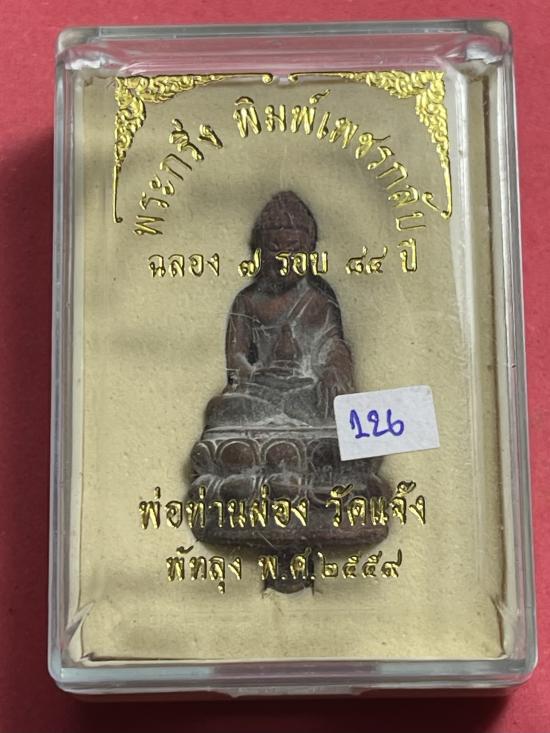 พระกริ่ง พิมพ์เพชรกลับ
ฉลอง ๗ รอบ ๘๔ ปี
126
พ่อท่านผ่อง วัดแจ้ง
พัทลุง พ.ศ.๒๕๕๙